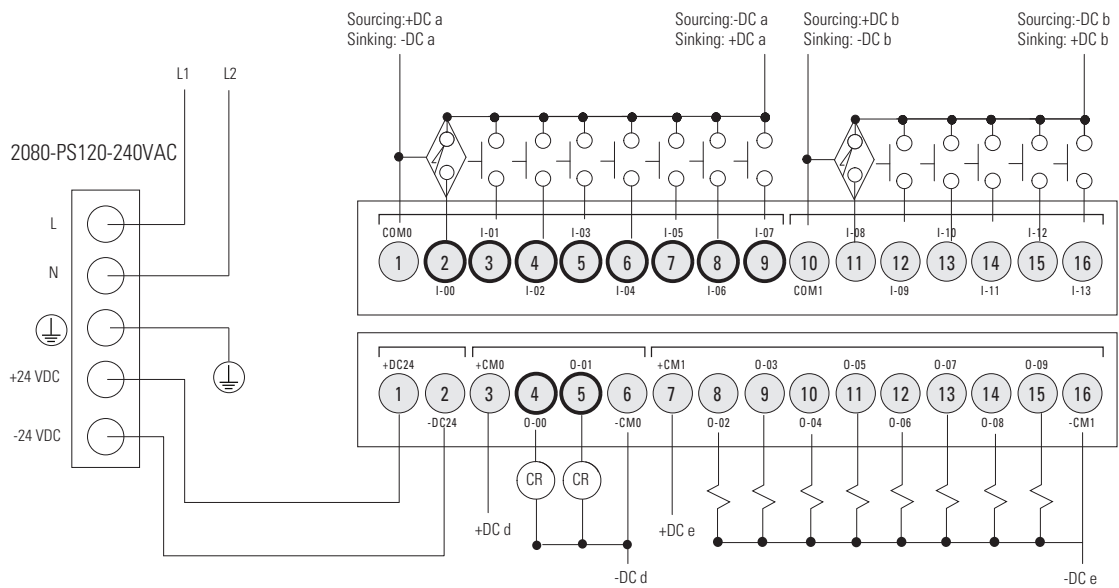 Sourcing:+DC a
Sinking: -DC a
Sourcing:-DC a
Sinking: +DC a
Sourcing:+DC b
Sinking: -DC b
Sourcing:-DC b
Sinking: +DC b
L1 L2
2080-PS120-240VAC
L
N
+24 VDC
-24 VDC
COM0 I-01 I-03 I-05 I-07 I-08 I-10 I-12
1 2 3 4 5 6 7 8 9 10 11 12 13 14 15 16
I-00 I-02 I-04 I-06 COM1 I-09 I-11 I-13
+DC24 +CM0 O-01 +CM1 O-03 O-05 O-07 O-09
1 2 3 4 5 6 7 8 9 10 11 12 13 14 15 16
-DC24 O-00 -CM0 O-02 O-04 O-06 O-08 -CM1
CR CR
+DC d +DC e
-DC d -DC e